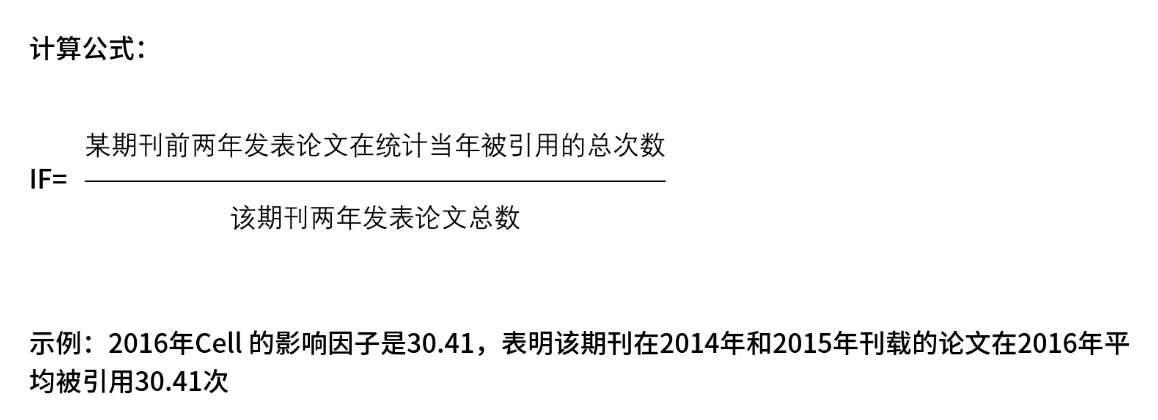 计算公式：
某期刊前两年发表论文在统计当年被引用的总次数
IF=
该期刊两年发表论文总数
示例：2016年Cell 的影响因子是30.41，表明该期刊在2014年和2015年刊载的论文在2016年平
均被引用30.41次